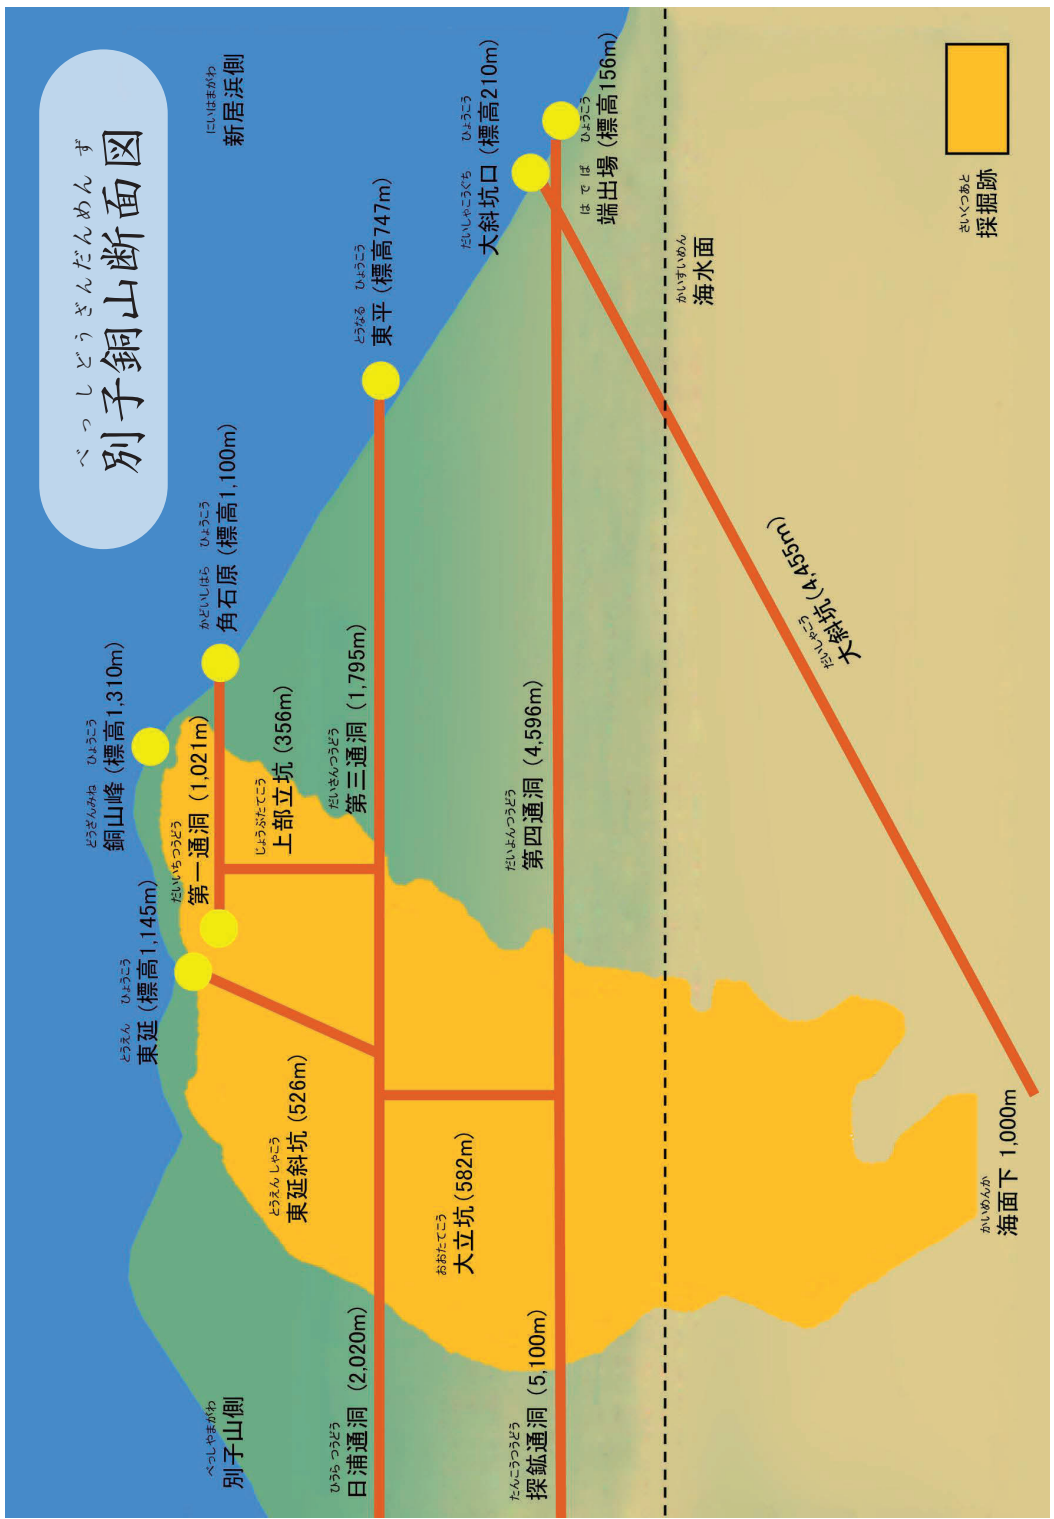 べっしどうざんだんめんず
別子銅山断面図
べっしやまがわ
別子山側
にいはまがわ
新居浜側
どうざんみね ひょうこう
銅山峰 (標高1,310m)
とうえん ひょうこう
東延 (標高1,145m)
かどいしはら ひょうこう
角石原 (標高1,100m)
だいいちつうどう
第一通洞 (1,021m)
じょうぶたてこう
上部立坑 (356m)
とうえんしゃこう
東延斜坑 (526m)
とうなる ひょうこう
東平 (標高747m)
だいさんつうどう
第三通洞 (1,795m)
ひうらつうどう
日浦通洞 (2,020m)
おおたてこう
大立坑 (582m)
だいしゃこうぐち ひょうこう
大斜坑口 (標高210m)
はでば ひょうこう
端出場 (標高156m)
だいよんつうどう
第四通洞 (4,596m)
たんこうつうどう
探鉱通洞 (5,100m)
かいすいめん
海水面
だいしゃこう
大斜坑 (4,455m)
かいめんか
海面下 1,000m
さいくつあと
採掘跡